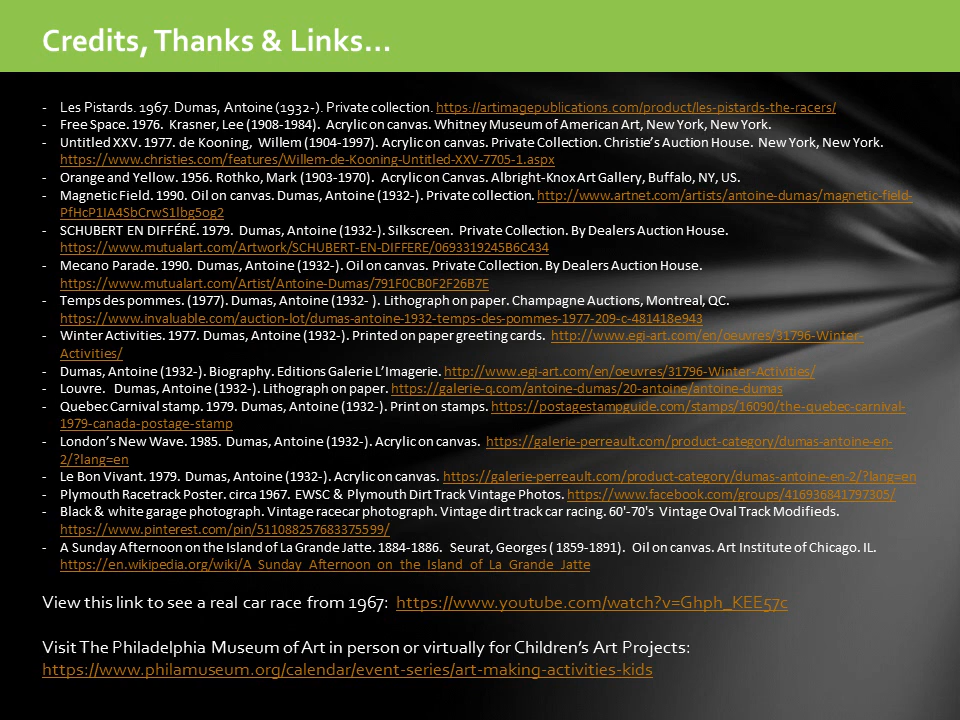 Credits, Thanks & Links...
- Les Pistards. 1967. Dumas, Antoine (1932-). Private collection. https://artimagepublications.com/product/les-pistards-the-racers/
- Free Space. 1976. Krasner, Lee (1908-1984). Acrylic on canvas. Whitney Museum of American Art, New York, New York.
- Untitled XXV. 1977. de Kooning, Willem (1904-1997). Acrylic on canvas. Private Collection. Christie's Auction House. New York, New York.
https://www.christies.com/features/Willem-de-Kooning-Untitled-XXV-7705-1.aspx
- Orange and Yellow. 1956. Rothko, Mark (1903-1970). Acrylic on Canvas. Albright-Knox Art Gallery, Buffalo, NY, US.
- Magnetic Field. 1990. Oil on canvas. Dumas, Antoine (1932-). Private collection. http://www.artnet.com/artists/antoine-dumas/magnetic-field-
PfHcP1IA4SbCrwS1lbg5og2
- SCHUBERT EN DIFFÉRÉ. 1979. Dumas, Antoine (1932-). Silkscreen. Private Collection. By Dealers Auction House.
https://www.mutualart.com/Artwork/SCHUBERT-EN-DIFFERE/0693319245B6C434
- Mecano Parade. 1990. Dumas, Antoine (1932-). Oil on canvas. Private Collection. By Dealers Auction House.
https://www.mutualart.com/Artist/Antoine-Dumas/791F0CB0F2F26B7E
- Temps des pommes. (1977). Dumas, Antoine (1932- ). Lithograph on paper. Champagne Auctions, Montreal, QC.
https://www.invaluable.com/auction-lot/dumas-antoine-1932-temps-des-pommes-1977-209-c-481418e943
- Winter Activities. 1977. Dumas, Antoine (1932-). Printed on paper greeting cards. http://www.egi-art.com/en/oeuvres/31796-Winter-
Activities/
- Dumas, Antoine (1932-). Biography. Editions Galerie L'Imagerie. http://www.egi-art.com/en/oeuvres/31796-Winter-Activities/
- Louvre. Dumas, Antoine (1932-). Lithograph on paper. https://galerie-q.com/antoine-dumas/20-antoine/antoine-dumas
- Quebec Carnival stamp. 1979. Dumas, Antoine (1932-). Print on stamps. https://postagestampguide.com/stamps/16090/the-quebec-carnival-
1979-canada-postage-stamp
- London's New Wave. 1985. Dumas, Antoine (1932-). Acrylic on canvas. https://galerie-perreault.com/product-category/dumas-antoine-en-
2/?lang=en
- Le Bon Vivant. 1979. Dumas, Antoine (1932-). Acrylic on canvas. https://galerie-perreault.com/product-category/dumas-antoine-en-2/?lang=en
- Plymouth Racetrack Poster. circa 1967. EWSC & Plymouth Dirt Track Vintage Photos. https://www.facebook.com/groups/416936841797305/
- Black & white garage photograph. Vintage racecar photograph. Vintage dirt track car racing. 60'-70's Vintage Oval Track Modifieds.
https://www.pinterest.com/pin/511088257683375599/
- A Sunday Afternoon on the Island of La Grande Jatte. 1884-1886. Seurat, Georges ( 1859-1891). Oil on canvas. Art Institute of Chicago. IL.
https://en.wikipedia.org/wiki/A_Sunday_Afternoon_on_the_Island_of_La_Grande_Jatte
View this link to see a real car race from 1967: https://www.youtube.com/watch?v=Ghph_KEE57c
Visit The Philadelphia Museum of Art in person or virtually for Children's Art Projects:
https://www.philamuseum.org/calendar/event-series/art-making-activities-kids